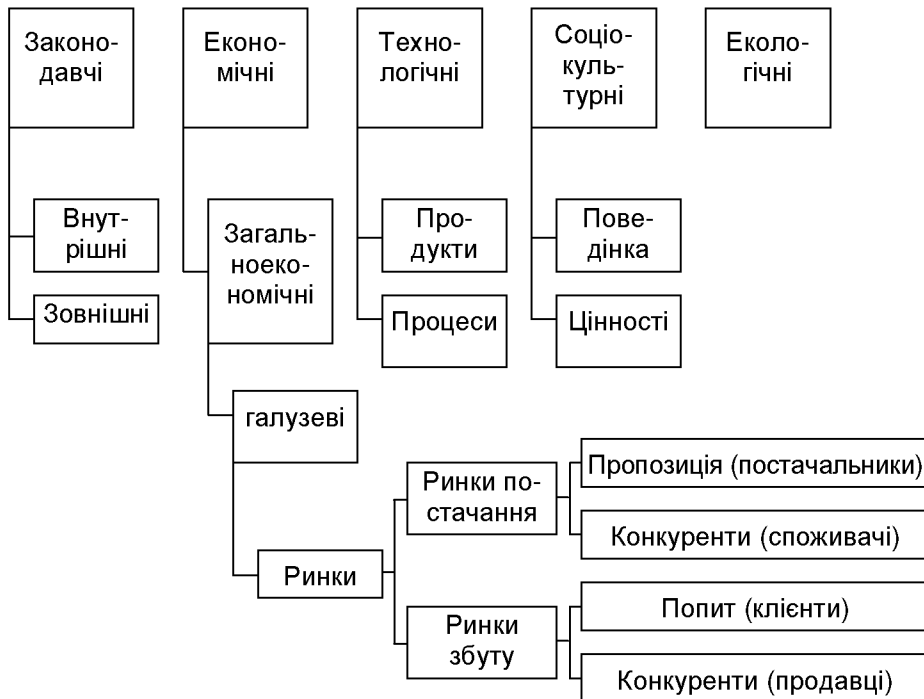 Законо-
давчі
Еконо-
мічні
Техно-
логічні
Соціо-
куль-
турні
Еколо-
гічні
Внут-
рішні
Зовнішні
Загаль-
ноеко-
номічні
Про-
дукти
Процеси
Пове-
дінка
Цінності
галузеві
Ринки
Ринки по-
стачання
Пропозиція (постачальники)
Конкуренти (споживачі)
Ринки
збуту
Попит (клієнти)
Конкуренти (продавці)